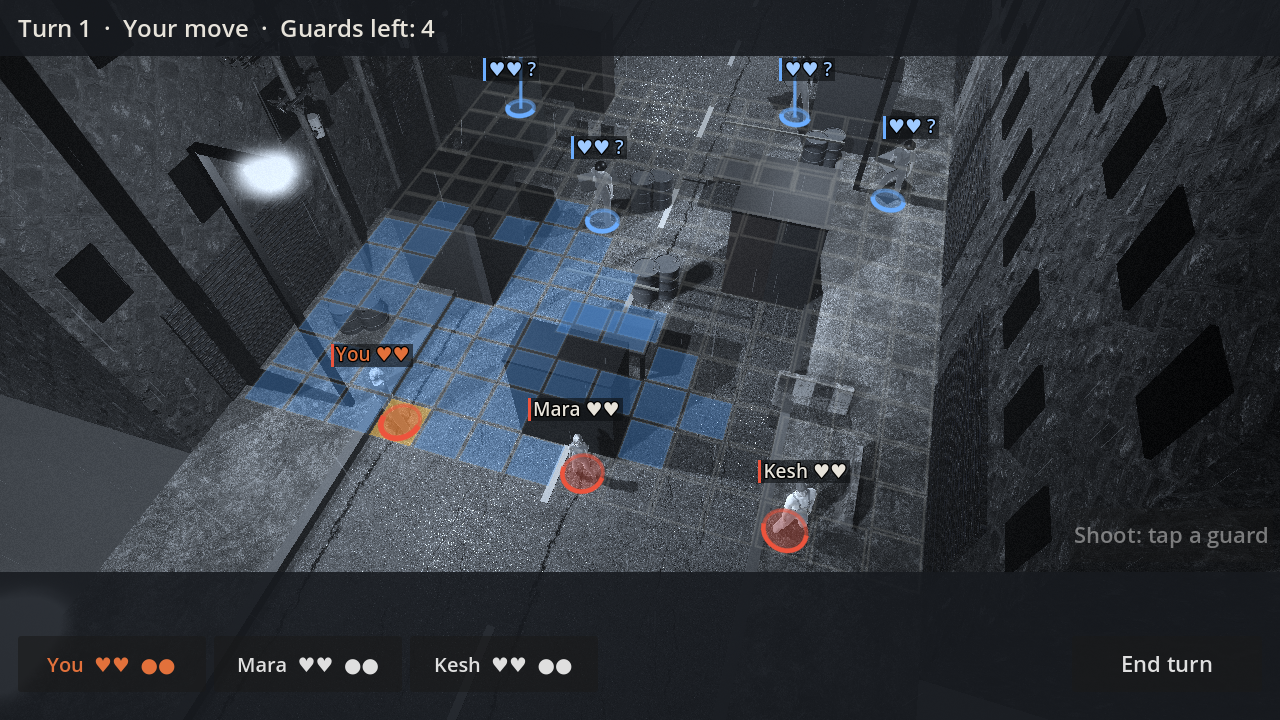 Turn 1 · Your move · Guards left: 4
♥♥ ?
♥♥ ?
♥♥ ?
♥♥ ?
You ♥♥
Mara ♥♥
Kesh ♥♥
Shoot: tap a guard
You ♥♥ ●●
Mara ♥♥ ●●
Kesh ♥♥ ●●
End turn